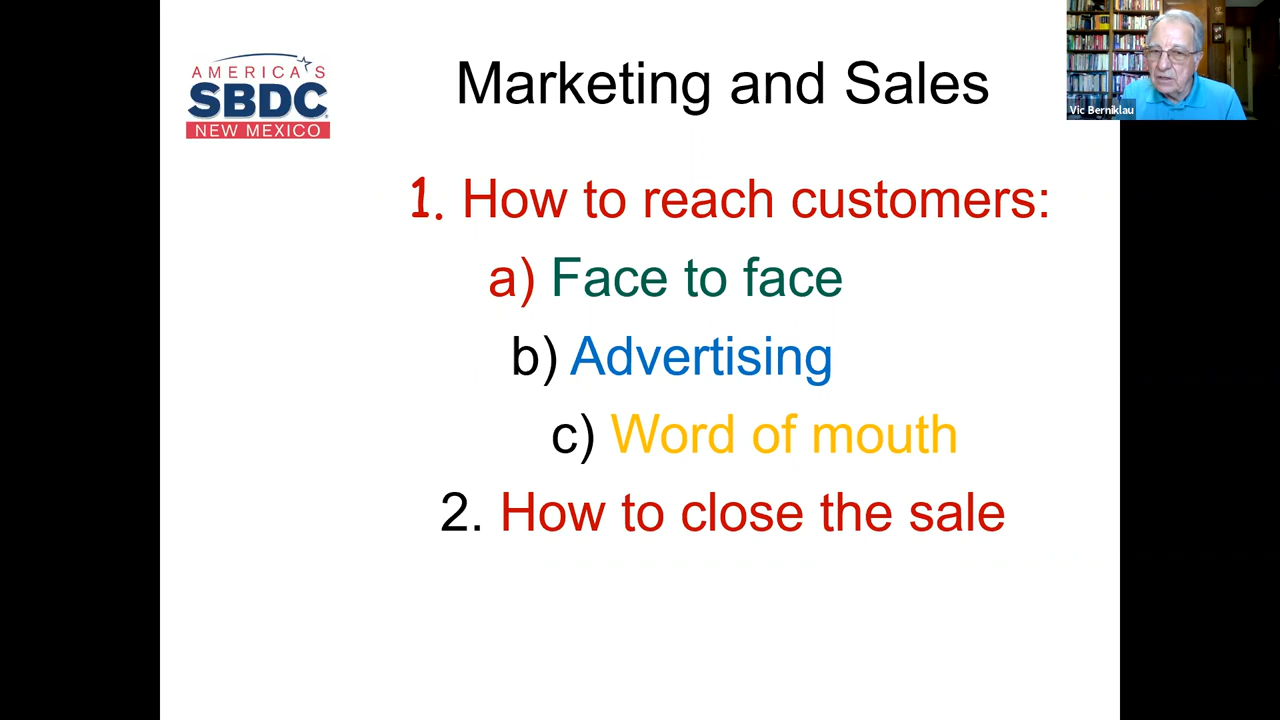 AMERICA'S
SBDC
NEW MEXICO
Marketing and Sales
Vic Berniklau
1. How to reach customers:
a) Face to face
b) Advertising
c) Word of mouth
2. How to close the sale